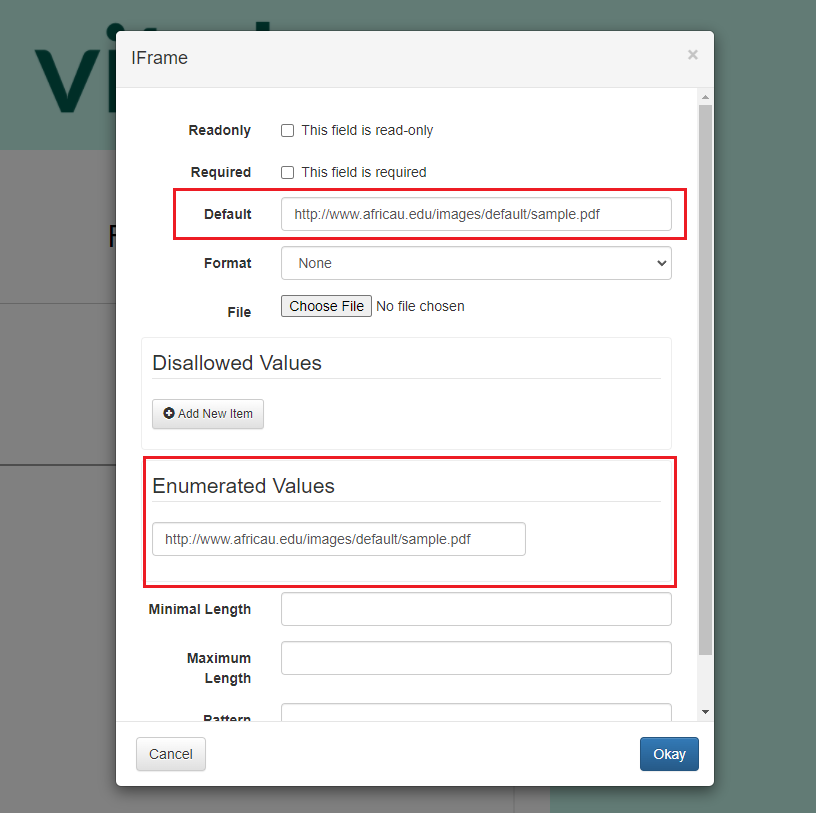 IFrame ×
Readonly This field is read-only
Required This field is required
Default http://www.africau.edu/images/default/sample.pdf
Format None
File Choose File No file chosen
Disallowed Values
Add New Item
Enumerated Values
http://www.africau.edu/images/default/sample.pdf
Minimal Length
Maximum
Length
Pattern
Cancel Okay